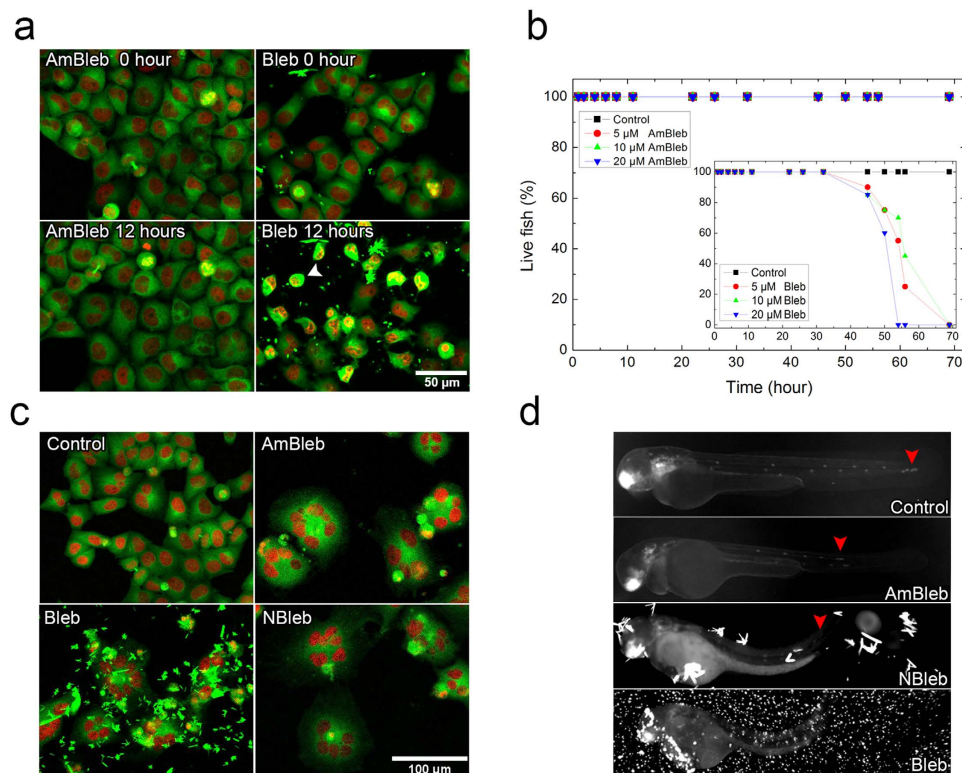 a
AmBleb 0 hour
Bleb 0 hour
AmBleb 12 hours
Bleb 12 hours
50 µm
b
100
80
60
40
20
0
Live fish (%)
Control
5 µM AmBleb
10 µM AmBleb
20 µM AmBleb
100
80
60
40
20
0
Control
5 µM Bleb
10 µM Bleb
20 µM Bleb
0 10 20 30 40 50 60 70
0 10 20 30 40 50 60 70
Time (hour)
c
Control
AmBleb
Bleb
NBleb
100 µm
d
Control
AmBleb
NBleb
Bleb